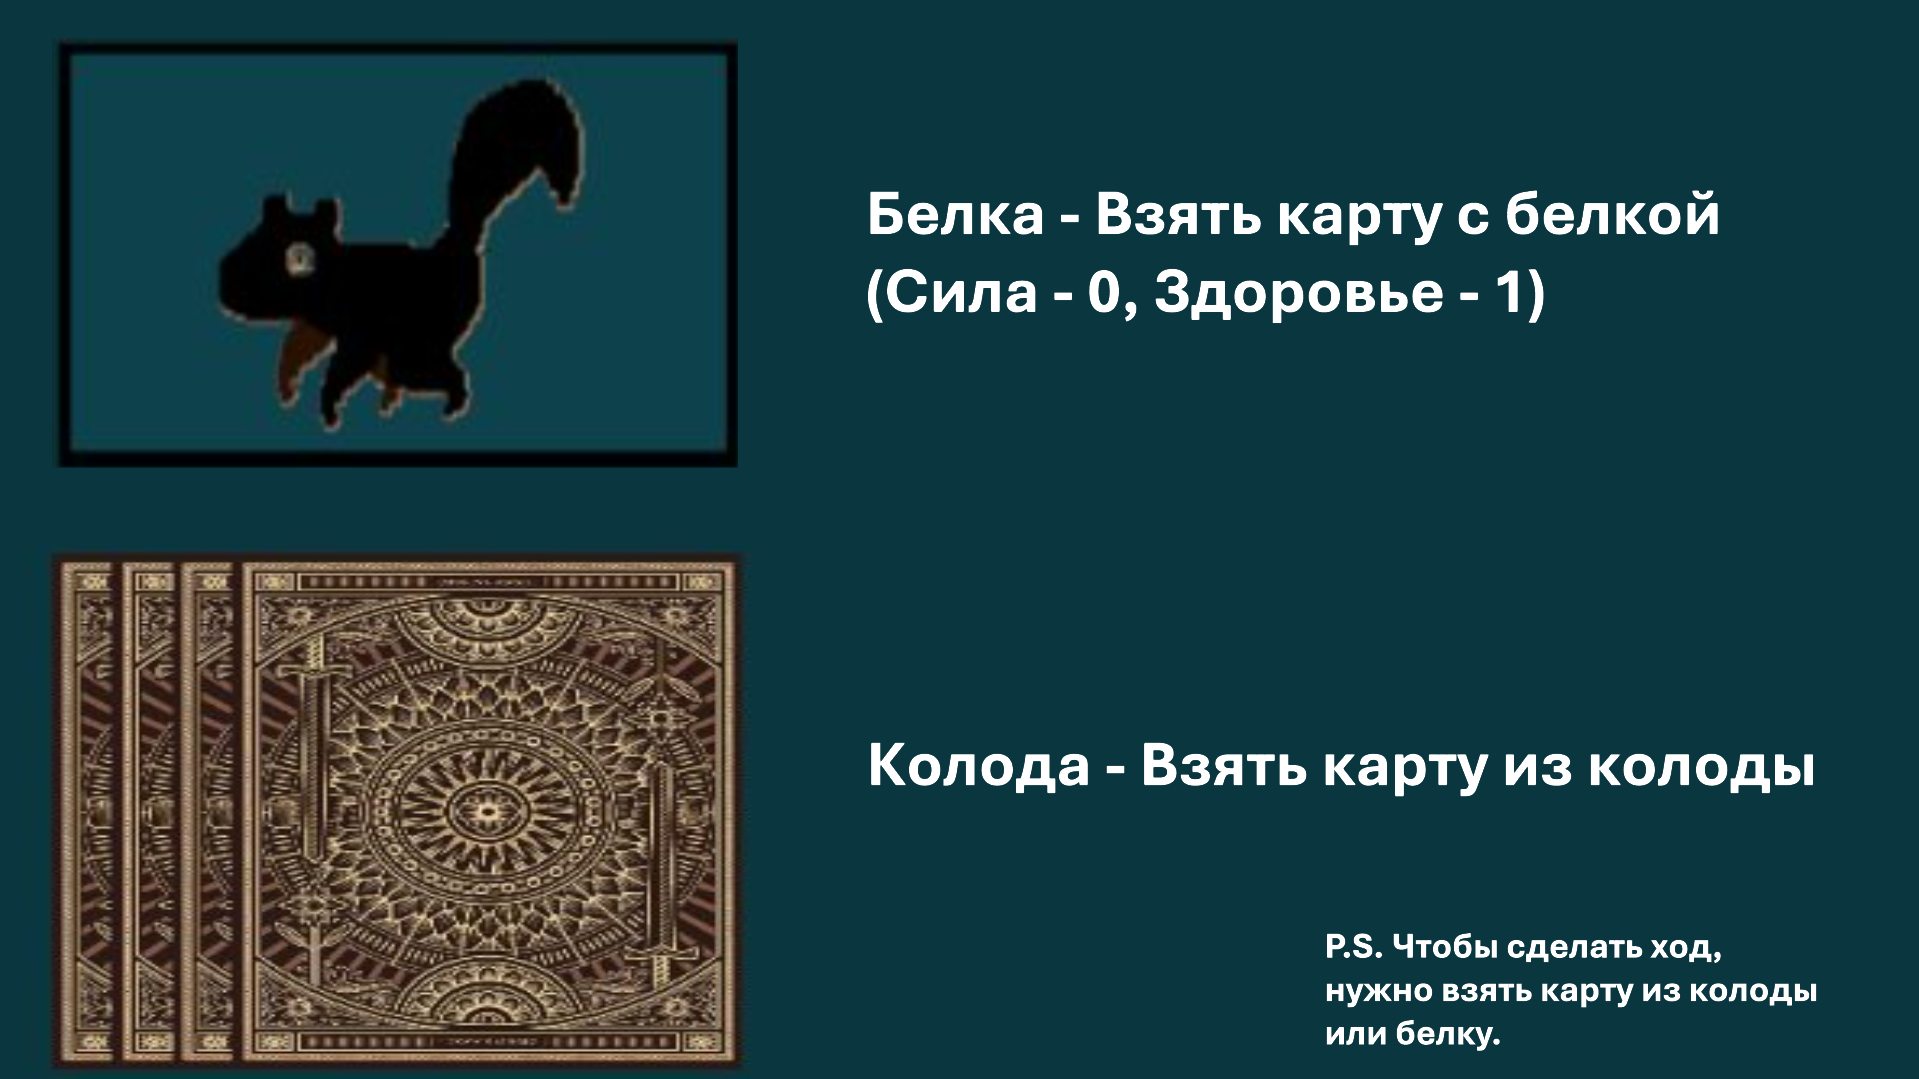 Белка - Взять карту с белкой
(Сила - 0, Здоровье - 1)
Колода - Взять карту из колоды
P.S. Чтобы сделать ход,
нужно взять карту из колоды
или белку.